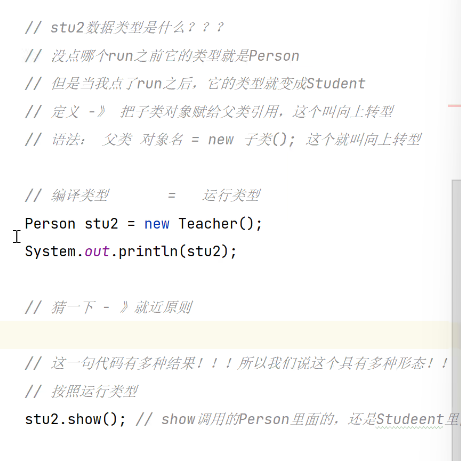 // stu2数据类型是什么？？？
// 没点哪个run之前它的类型就是Person
// 但是当我点了run之后，它的类型就变成Student
// 定义 -》 把子类对象赋给父类引用，这个叫向上转型
// 语法： 父类 对象名 = new 子类(); 这个就叫向上转型
// 编译类型 = 运行类型
Person stu2 = new Teacher();
System.out.println(stu2);
// 猜一下 - 》就近原则
// 这一句代码有多种结果！！！所以我们说这个具有多种形态！！
// 按照运行类型
stu2.show(); // show调用的Person里面的，还是Studeent里